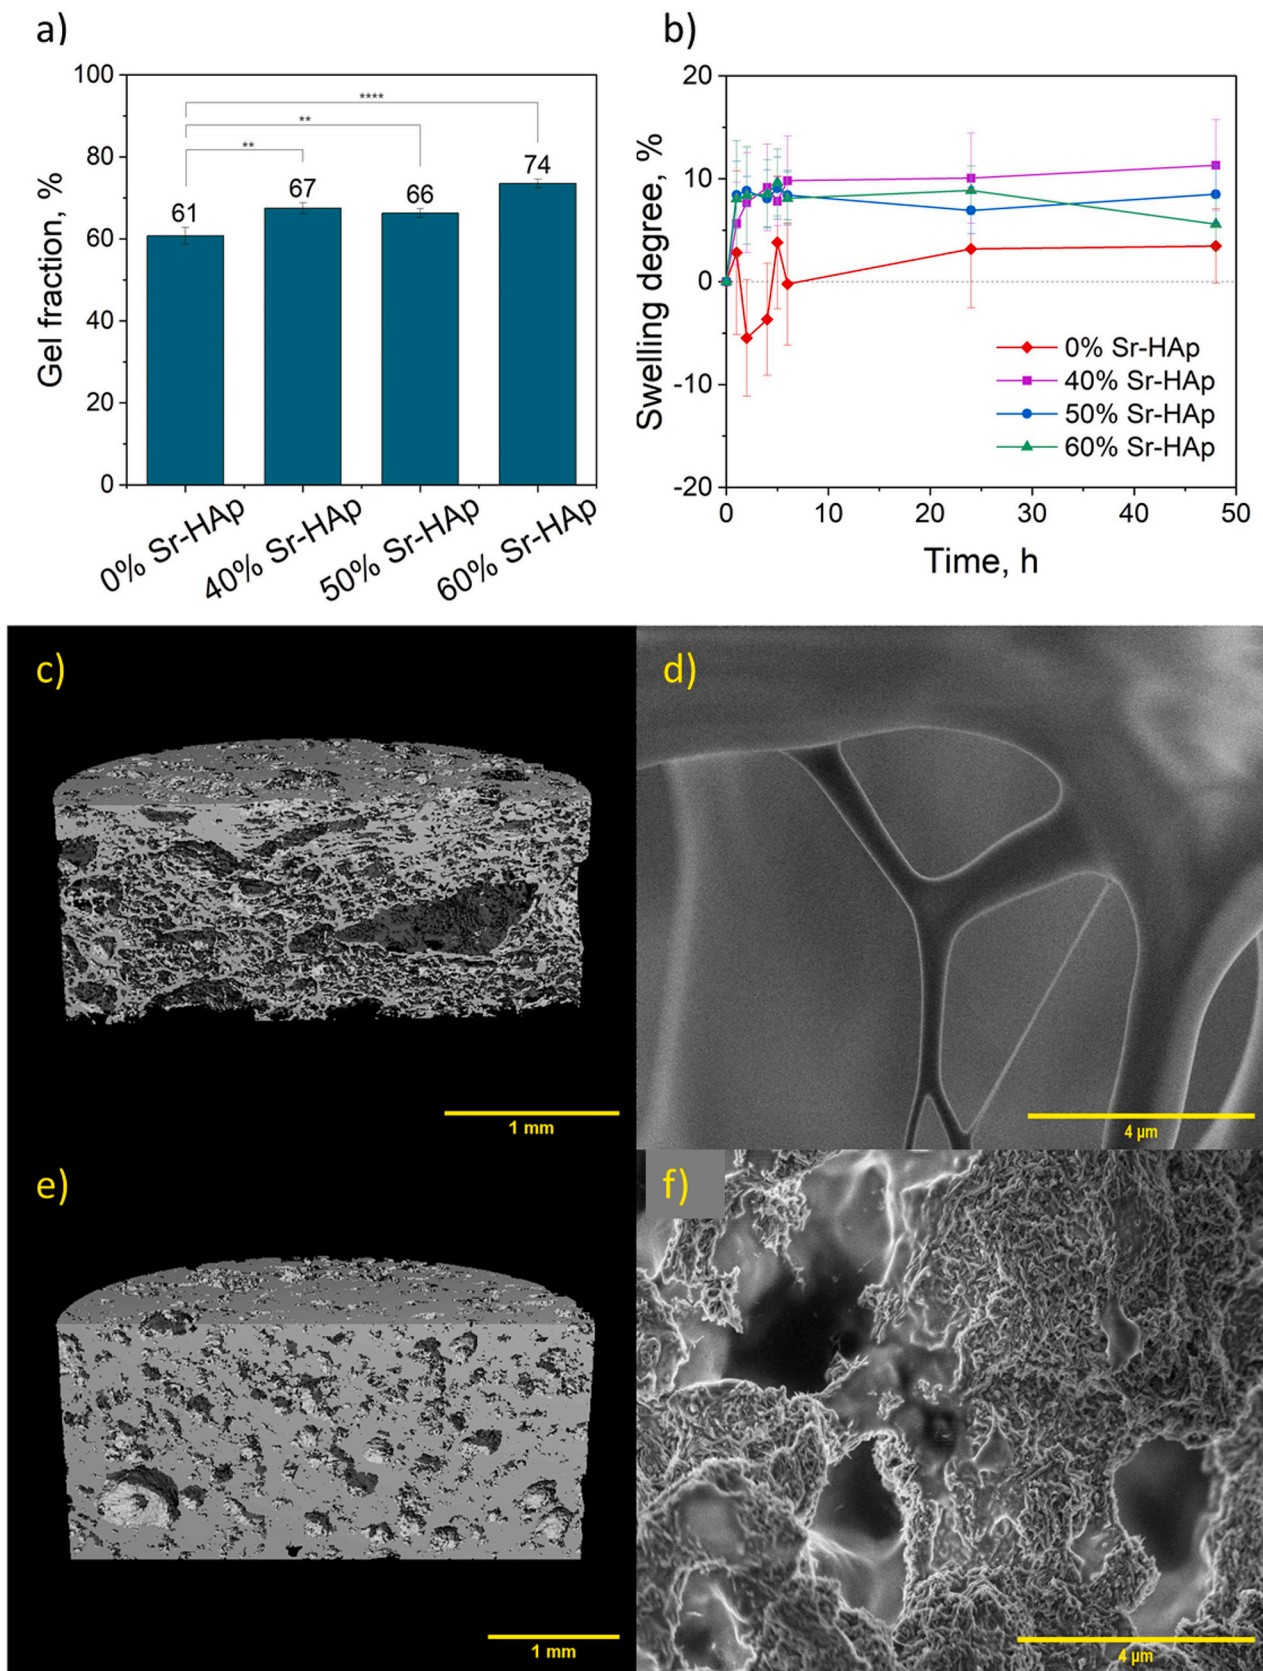 a)
b)
100
80
60
40
20
0
Gel fraction, %
****
**
**
61
67
66
74
0% Sr-HAp
40% Sr-HAp
50% Sr-HAp
60% Sr-HAp
20
10
0
-10
-20
Swelling degree, %
0% Sr-HAp
40% Sr-HAp
50% Sr-HAp
60% Sr-HAp
0
10
20
30
40
50
Time, h
c)
1 mm
d)
4 µm
e)
1 mm
f)
4 µm